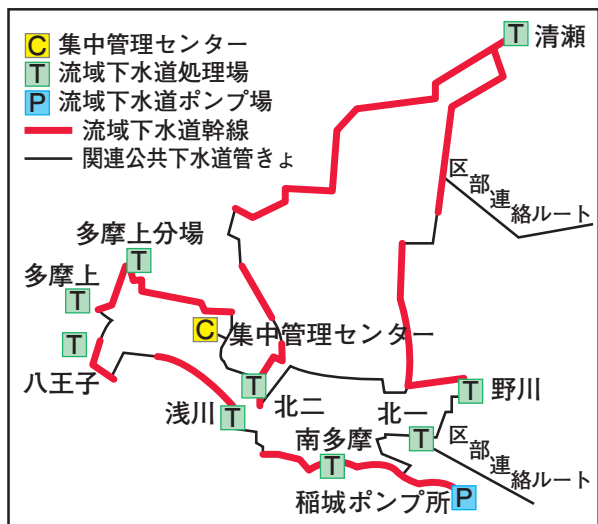 C 集中管理センター
T 流域下水道処理場
P 流域下水道ポンプ場
流域下水道幹線
関連公共下水道管きょ
T 清瀬
区部連絡ルート
多摩上分場
T
多摩上
T
C 集中管理センター
T
八王子
T
北二
T 野川
浅川
T
北一
T
区部連絡ルート
南多摩
T
稲城ポンプ所
P